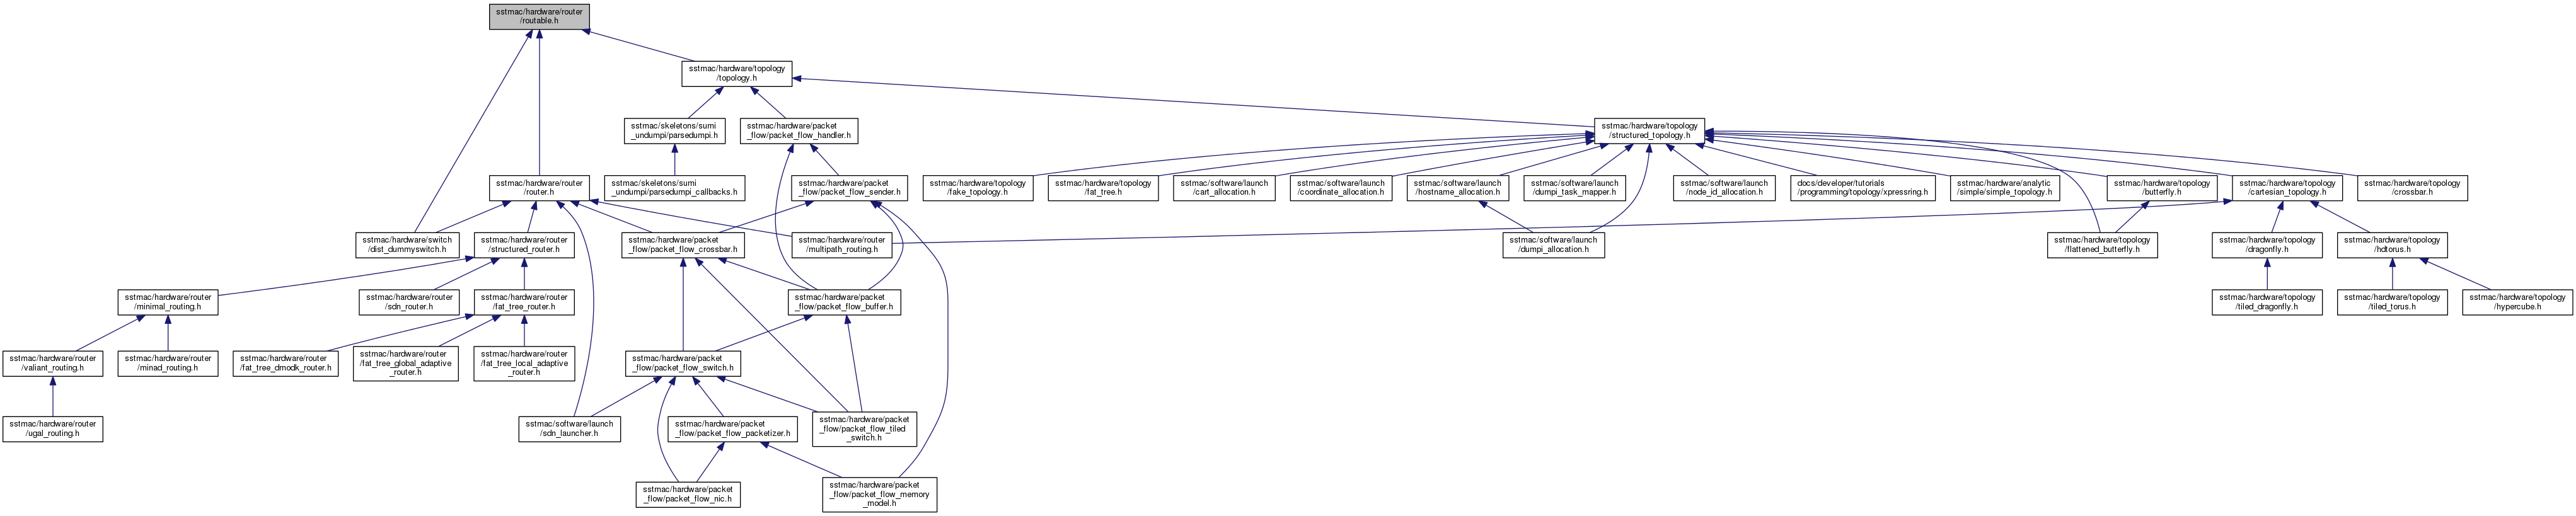 sstmac/hardware/router
/routable.h
sstmac/hardware/topology
/topology.h
sstmac/skeletons/sumi
_undumpi/parsedumpi.h
sstmac/hardware/packet
_flow/packet_flow_handler.h
sstmac/hardware/topology
/structured_topology.h
sstmac/hardware/router
/router.h
sstmac/skeletons/sumi
_undumpi/parsedumpi_callbacks.h
sstmac/hardware/packet
_flow/packet_flow_sender.h
sstmac/hardware/topology
/fake_topology.h
sstmac/hardware/topology
/fat_tree.h
sstmac/software/launch
/cart_allocation.h
sstmac/software/launch
/coordinate_allocation.h
sstmac/software/launch
/hostname_allocation.h
sstmac/software/launch
/dumpi_task_mapper.h
sstmac/software/launch
/node_id_allocation.h
docs/developer/tutorials
/programming/topology/xpressring.h
sstmac/hardware/analytic
/simple/simple_topology.h
sstmac/hardware/topology
/butterfly.h
sstmac/hardware/topology
/cartesian_topology.h
sstmac/hardware/topology
/crossbar.h
sstmac/hardware/switch
/dist_dummyswitch.h
sstmac/hardware/router
/structured_router.h
sstmac/hardware/packet
_flow/packet_flow_crossbar.h
sstmac/hardware/router
/multipath_routing.h
sstmac/software/launch
/dumpi_allocation.h
sstmac/hardware/topology
/flattened_butterfly.h
sstmac/hardware/topology
/dragonfly.h
sstmac/hardware/topology
/hdtorus.h
sstmac/hardware/router
/minimal_routing.h
sstmac/hardware/router
/sdn_router.h
sstmac/hardware/router
/fat_tree_router.h
sstmac/hardware/packet
_flow/packet_flow_buffer.h
sstmac/hardware/topology
/tiled_dragonfly.h
sstmac/hardware/topology
/tiled_torus.h
sstmac/hardware/topology
/hypercube.h
sstmac/hardware/router
/valiant_routing.h
sstmac/hardware/router
/minad_routing.h
sstmac/hardware/router
/fat_tree_dmodk_router.h
sstmac/hardware/router
/fat_tree_global_adaptive
_router.h
sstmac/hardware/router
/fat_tree_local_adaptive
_router.h
sstmac/hardware/packet
_flow/packet_flow_switch.h
sstmac/hardware/router
/ugal_routing.h
sstmac/software/launch
/sdn_launcher.h
sstmac/hardware/packet
_flow/packet_flow_packetizer.h
sstmac/hardware/packet
_flow/packet_flow_tiled
_switch.h
sstmac/hardware/packet
_flow/packet_flow_nic.h
sstmac/hardware/packet
_flow/packet_flow_memory
_model.h